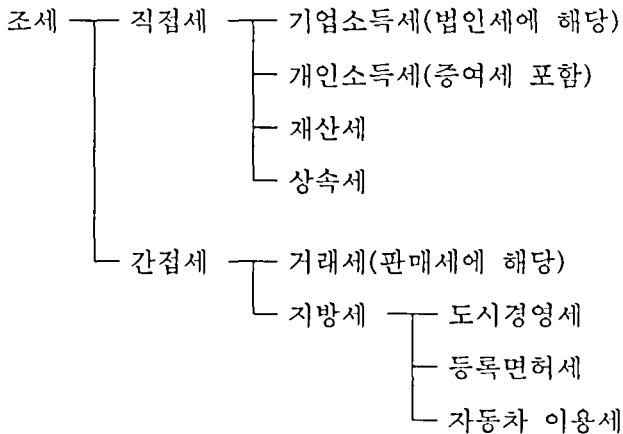 조세 직접세 기업소득세(법인세에 해당)
개인소득세(증여세 포함)
재산세
상속세
간접세 거래세(판매세에 해당)
지방세 도시경영세
등록면허세
자동차 이용세